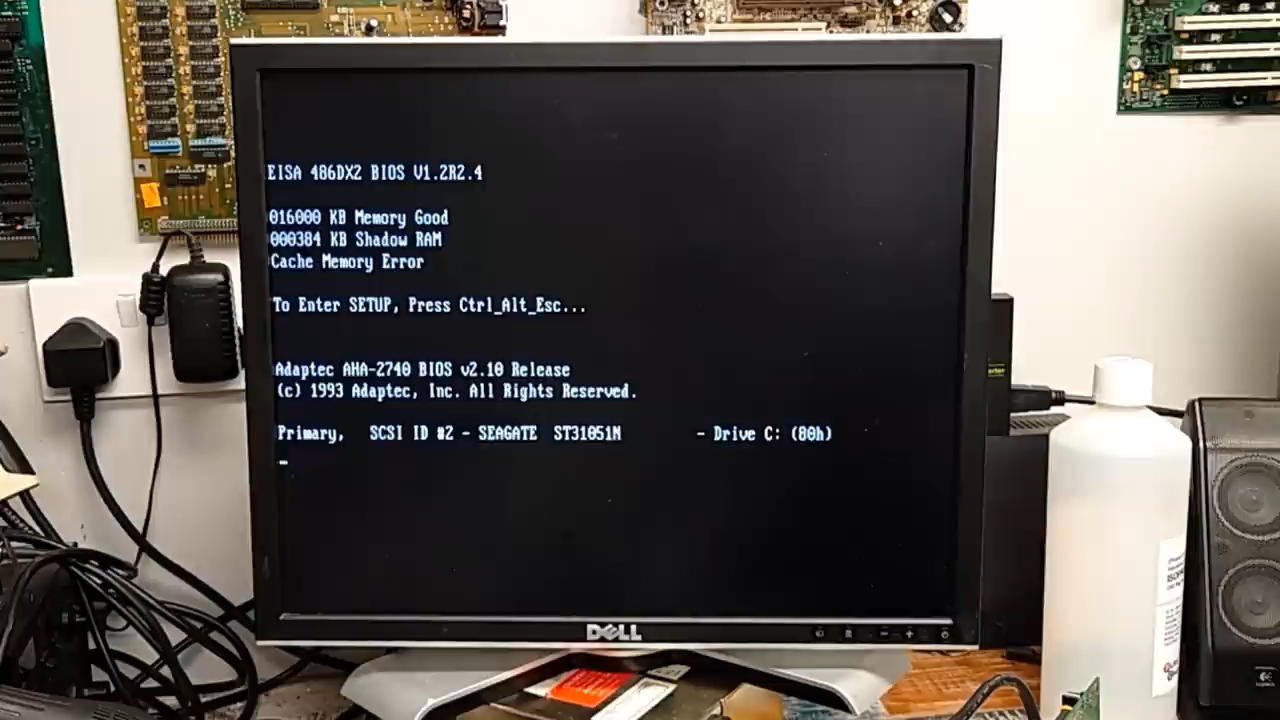 EISA 486DX2 BIOS V1.2R2.4
016000 KB Memory Good
000384 KB Shadow RAM
Cache Memory Error
To Enter SETUP, Press Ctrl_Alt_Esc...
Adaptec AHA-2740 BIOS v2.10 Release
(c) 1993 Adaptec, Inc. All Rights Reserved.
Primary, SCSI ID #2 - SEAGATE ST31051N - Drive C: (80h)
DELL